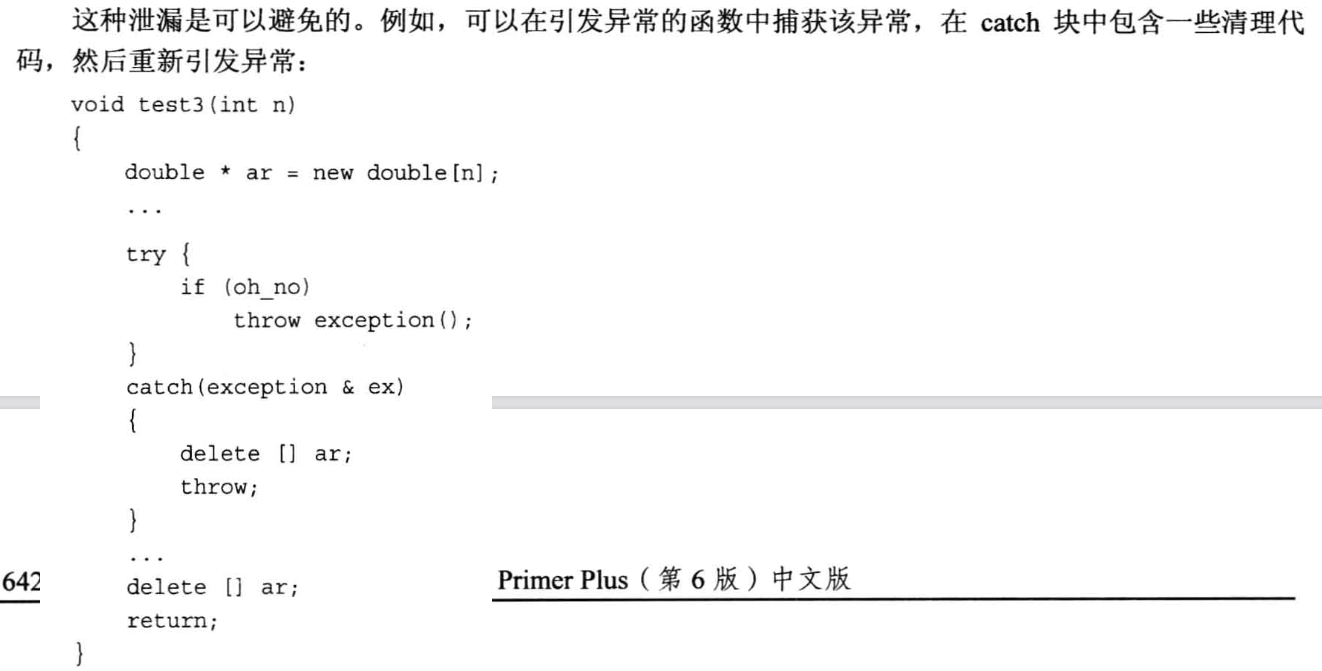 这种泄漏是可以避免的。例如，可以在引发异常的函数中捕获该异常，在 catch 块中包含一些清理代
码，然后重新引发异常：
void test3(int n)
{
    double * ar = new double[n];
    ...
    try {
        if (oh_no)
            throw exception();
    }
    catch(exception & ex)
    {
        delete [] ar;
        throw;
    }
    ...
642 Primer Plus（第 6 版）中文版
    delete [] ar;
    return;
}